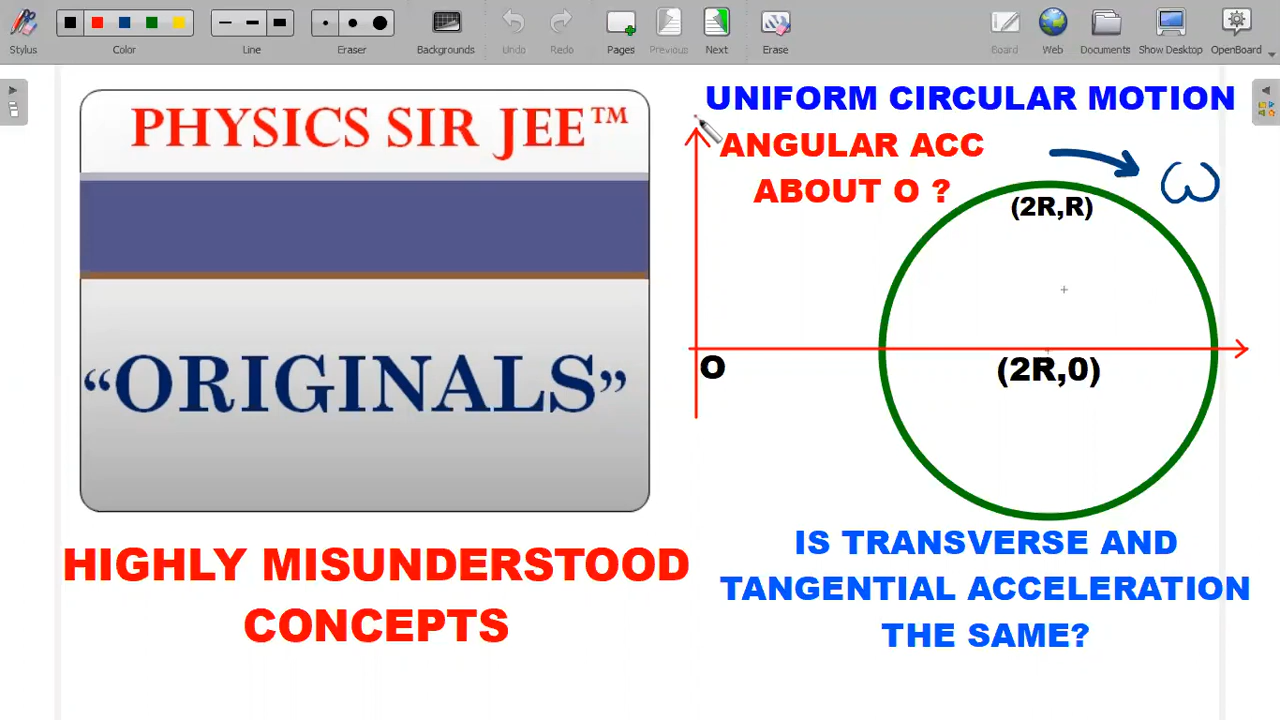 Stylus
Color
Line
Eraser
Backgrounds
Undo
Redo
Pages
Previous
Next
Erase
Board
Web
Documents
Show Desktop
OpenBoard
PHYSICS SIR JEE™
“ORIGINALS”
HIGHLY MISUNDERSTOOD
CONCEPTS
UNIFORM CIRCULAR MOTION
ANGULAR ACC
ABOUT O ?
ω
(2R,R)
O
(2R,0)
IS TRANSVERSE AND
TANGENTIAL ACCELERATION
THE SAME?